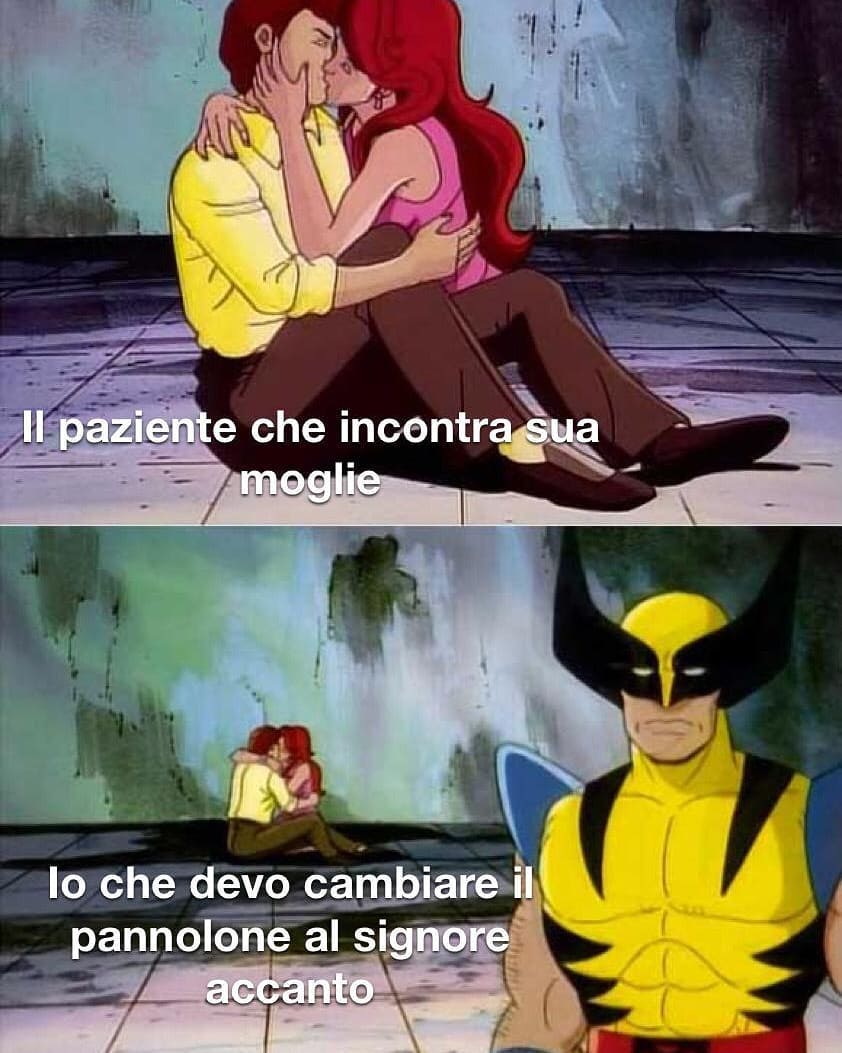 Il paziente che incontra sua
moglie
Io che devo cambiare il
pannolone al signore
accanto